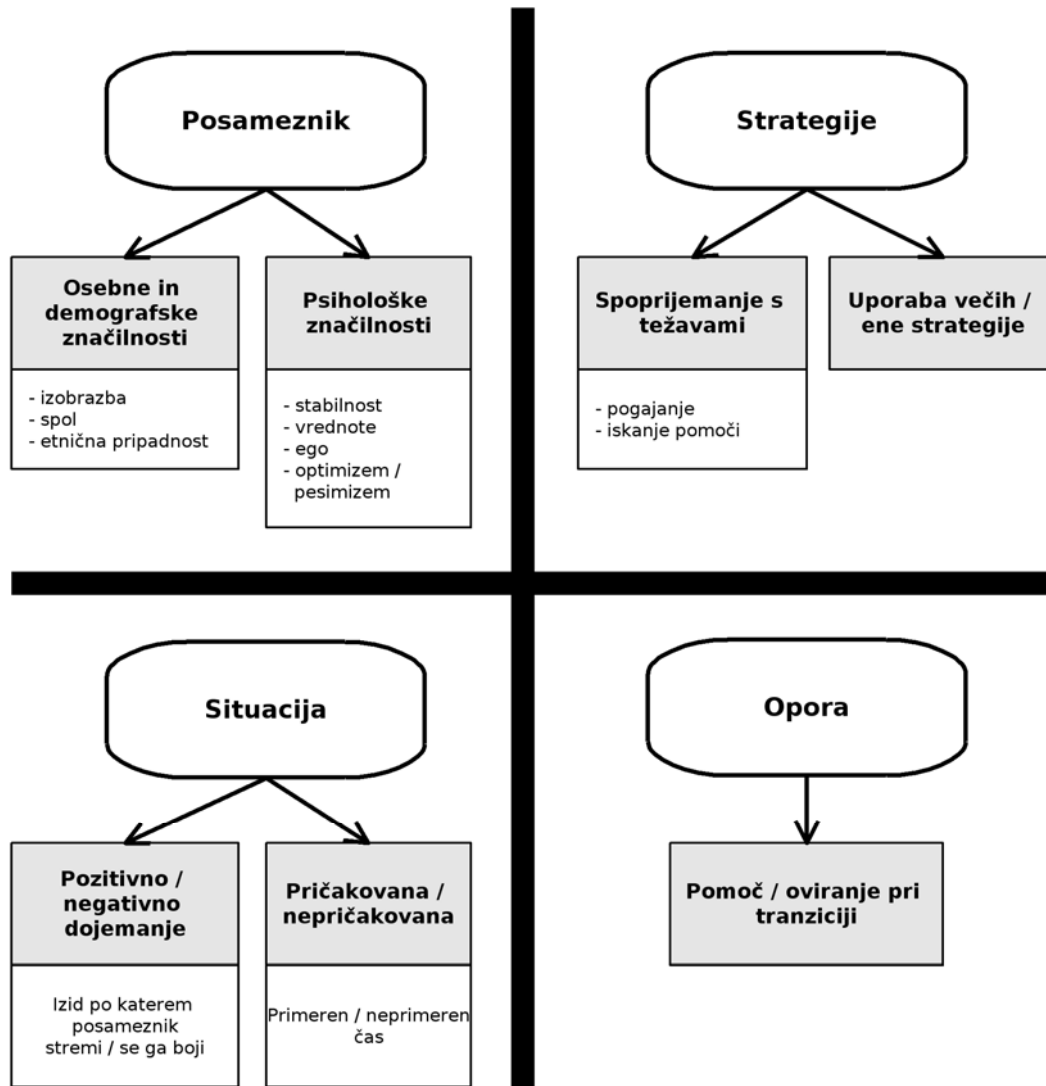 Posameznik
Osebne in
demografske
značilnosti
- izobrazba
- spol
- etnična pripadnost
Psihološke
značilnosti
- stabilnost
- vrednote
- ego
- optimizem /
pesimizem
Strategije
Spoprijemanje s
težavami
- pogajanje
- iskanje pomoči
Uporaba večih /
ene strategije
Situacija
Pozitivno /
negativno
dojemanje
Izid po katerem
posameznik
stremi / se ga boji
Pričakovana /
nepričakovana
Primeren / neprimeren
čas
Opora
Pomoč / oviranje pri
tranziciji